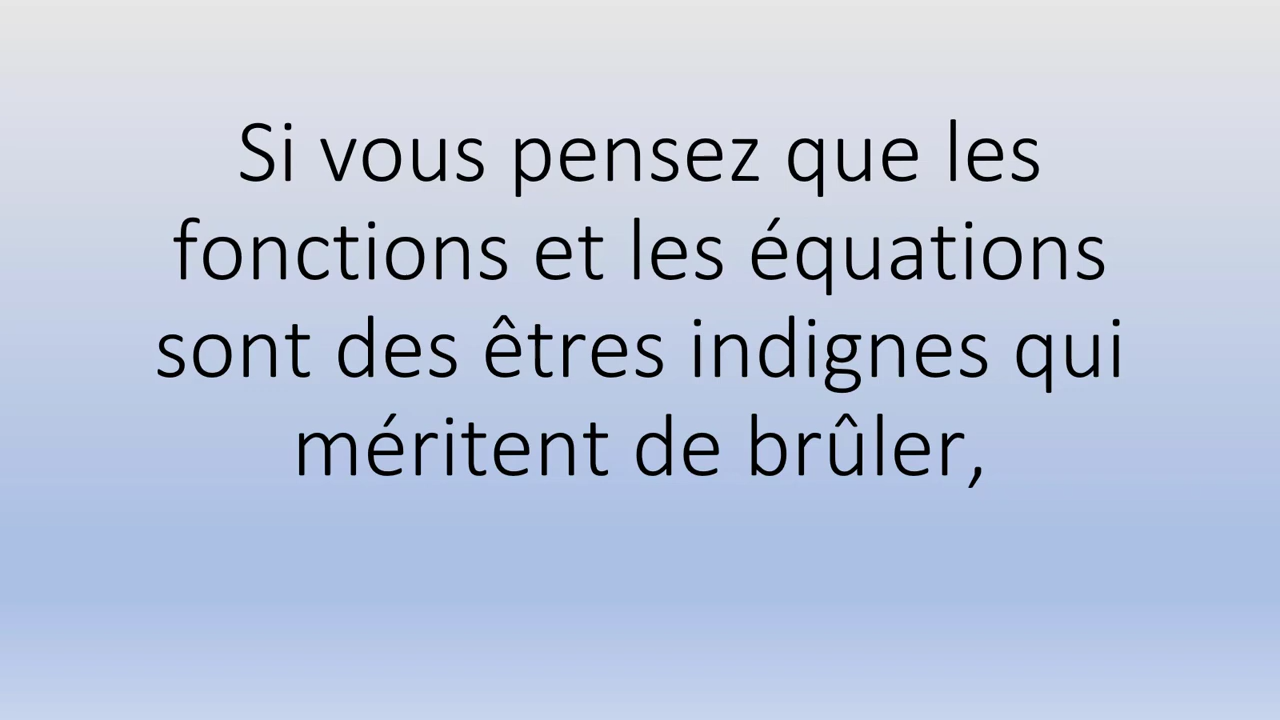 Si vous pensez que les
fonctions et les équations
sont des êtres indignes qui
méritent de brûler,